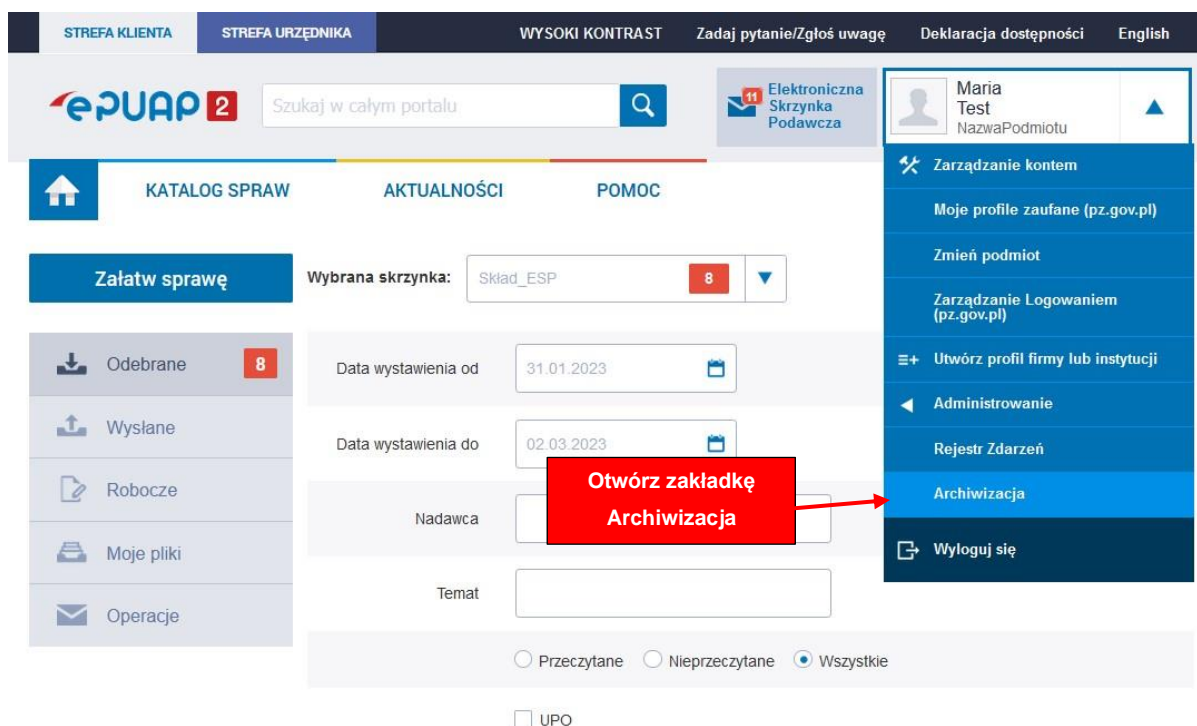 STREFA KLIENTA STREFA URZĘDNIKA WYSOKI KONTRAST Zadaj pytanie/Zgłoś uwagę Deklaracja dostępności English
ePUAP 2
Szukaj w całym portalu
11
Elektroniczna
Skrzynka
Podawcza
Maria
Test
NazwaPodmiotu
KATALOG SPRAW AKTUALNOŚCI POMOC
Zarządzanie kontem
Moje profile zaufane (pz.gov.pl)
Zmień podmiot
Zarządzanie Logowaniem
(pz.gov.pl)
Utwórz profil firmy lub instytucji
Administrowanie
Rejestr Zdarzeń
Archiwizacja
Wyloguj się
Załatw sprawę
Odebrane 8
Wysłane
Robocze
Moje pliki
Operacje
Wybrana skrzynka: Skład_ESP 8
Data wystawienia od 31.01.2023
Data wystawienia do 02.03.2023
Otwórz zakładkę
Archiwizacja
Nadawca
Temat
Przeczytane Nieprzeczytane Wszystkie
UPO